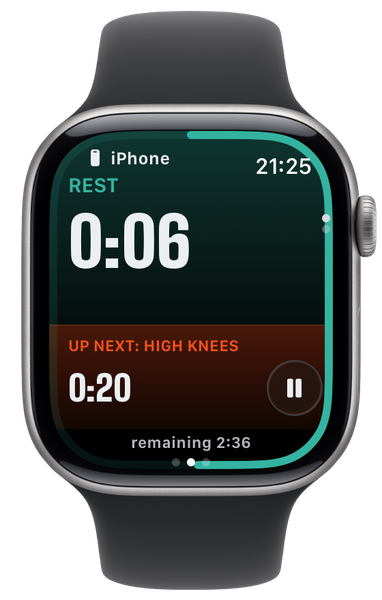 iPhone
21:25
REST
0:06
UP NEXT: HIGH KNEES
0:20
remaining 2:36